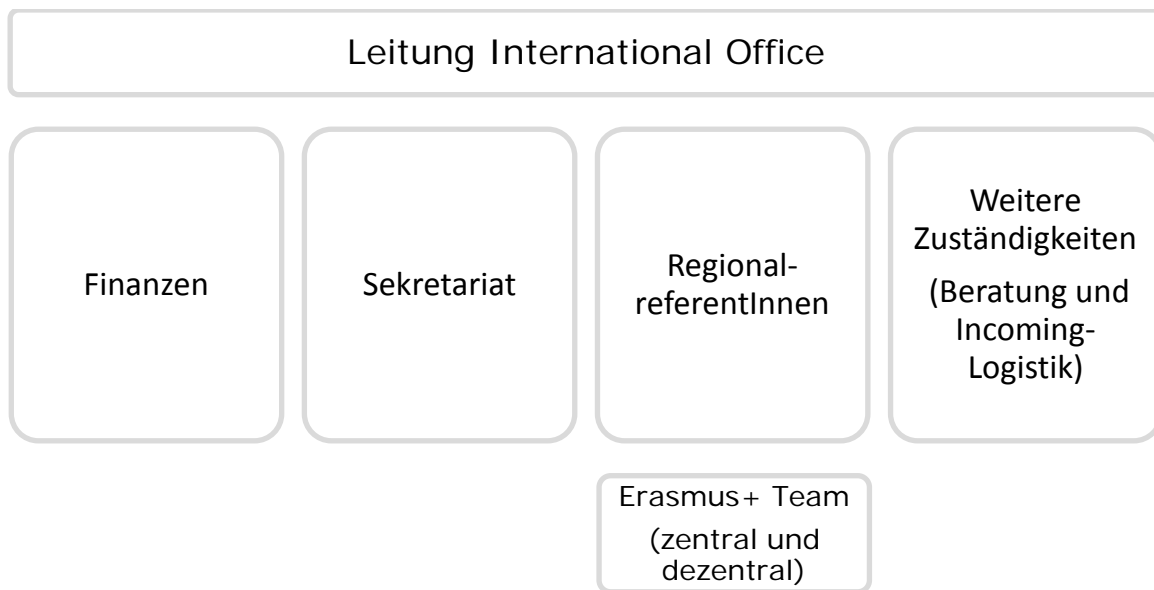 Leitung International Office
Finanzen
Sekretariat
Regional-
referentInnen
Weitere
Zuständigkeiten
(Beratung und
Incoming-
Logistik)
Erasmus+ Team
(zentral und
dezentral)